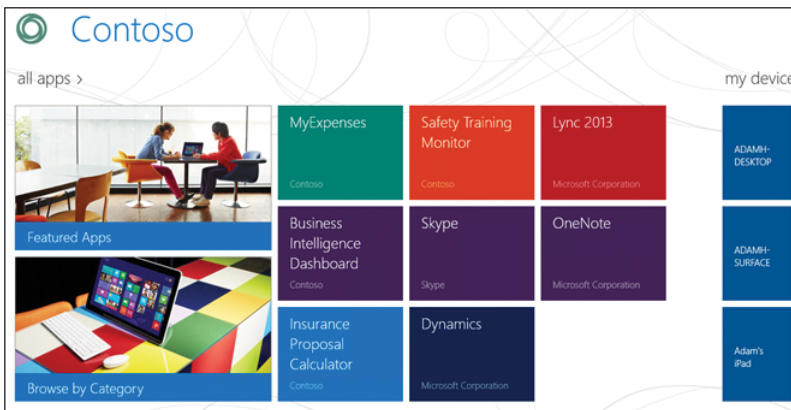 Contoso
all apps >
my device
Featured Apps
Browse by Category
MyExpenses
Contoso
Safety Training
Monitor
Contoso
Lync 2013
Microsoft Corporation
Business
Intelligence
Dashboard
Contoso
Skype
Skype
OneNote
Microsoft Corporation
Insurance
Proposal
Calculator
Contoso
Dynamics
Microsoft Corporation
ADAMH-
DESKTOP
ADAMH-
SURFACE
Adam's
iPad